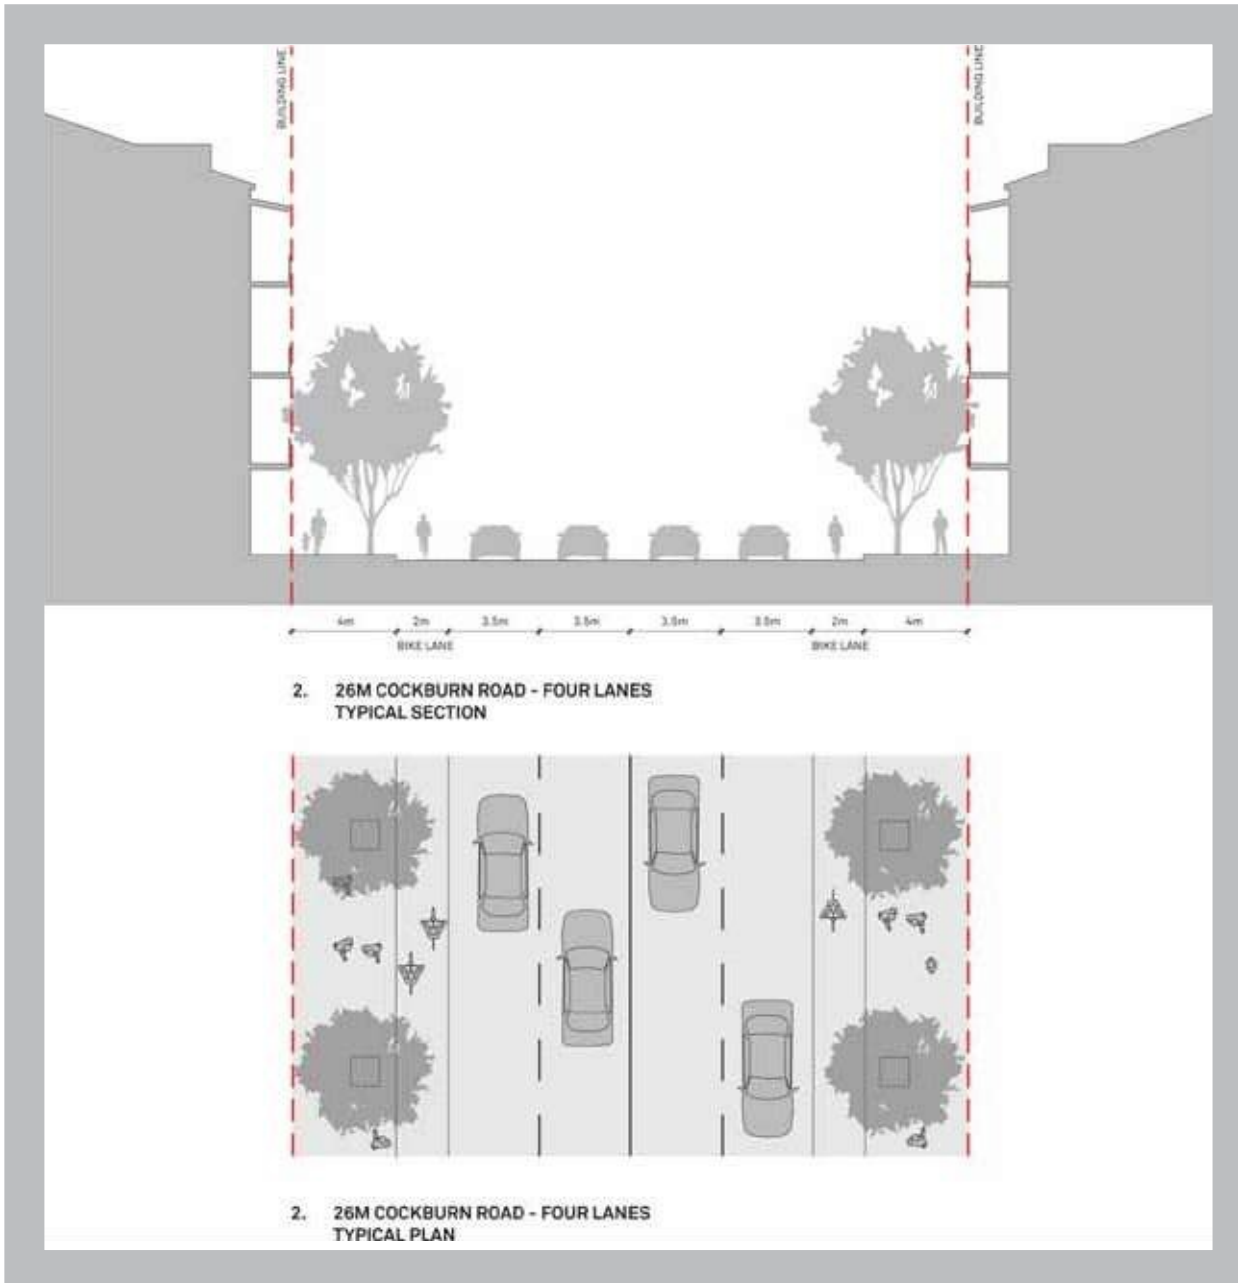 BUILDING LINE
BUILDING LINE
4m 2m 3.5m 3.5m 3.5m 3.5m 2m 4m
BIKE LANE BIKE LANE
2. 26M COCKBURN ROAD - FOUR LANES
TYPICAL SECTION
2. 26M COCKBURN ROAD - FOUR LANES
TYPICAL PLAN